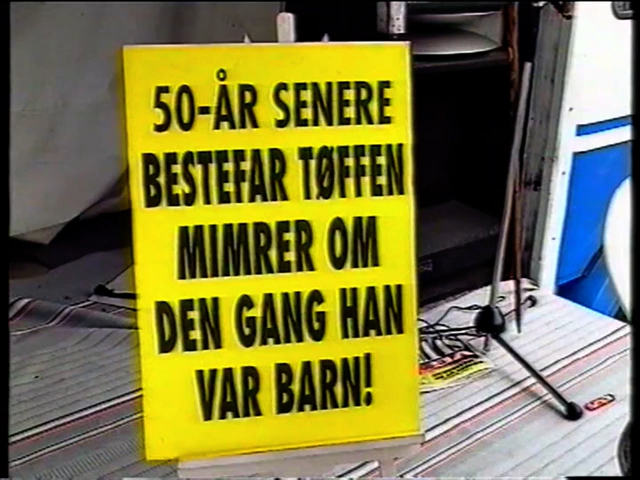 50-ÅR SENERE
BESTEFAR TØFFEN
MIMRER OM
DEN GANG HAN
VAR BARN!